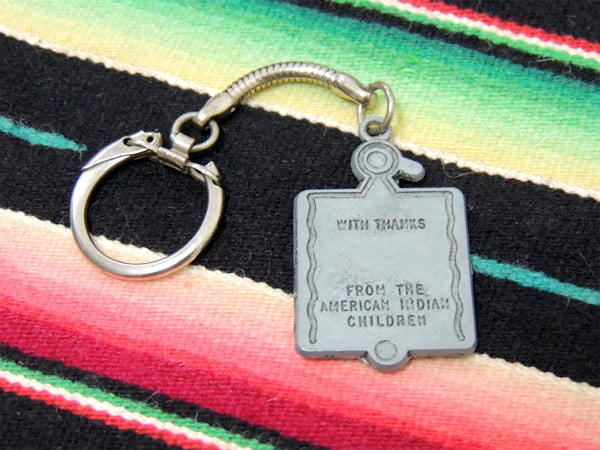 WITH THANKS
FROM THE
AMERICAN INDIAN
CHILDREN